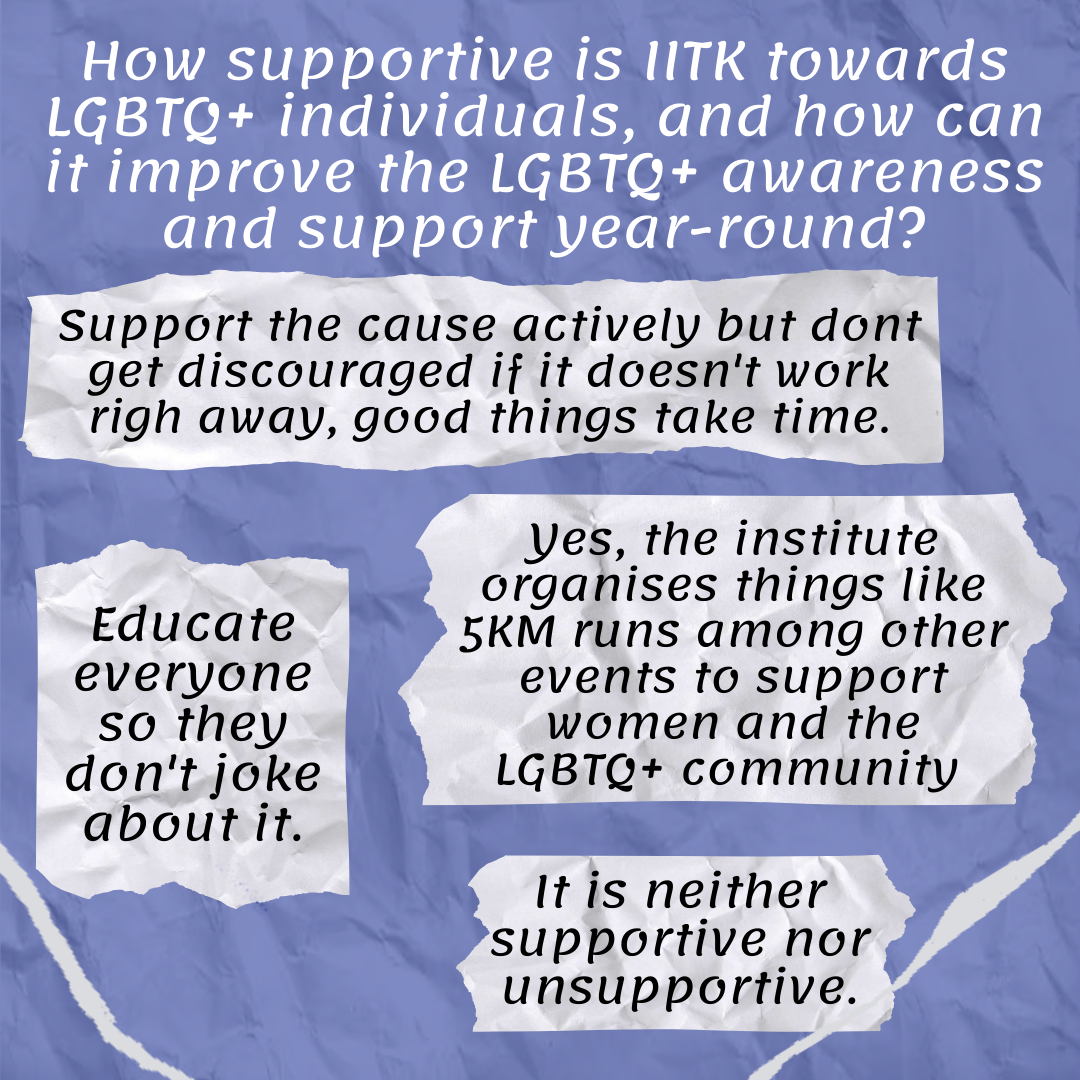 How supportive is IITK towards
LGBTQ+ individuals, and how can
it improve the LGBTQ+ awareness
and support year-round?
Support the cause actively but dont
get discouraged if it doesn't work
righ away, good things take time.
Yes, the institute
organises things like
5KM runs among other
events to support
women and the
LGBTQ+ community
Educate
everyone
so they
don't joke
about it.
It is neither
supportive nor
unsupportive.